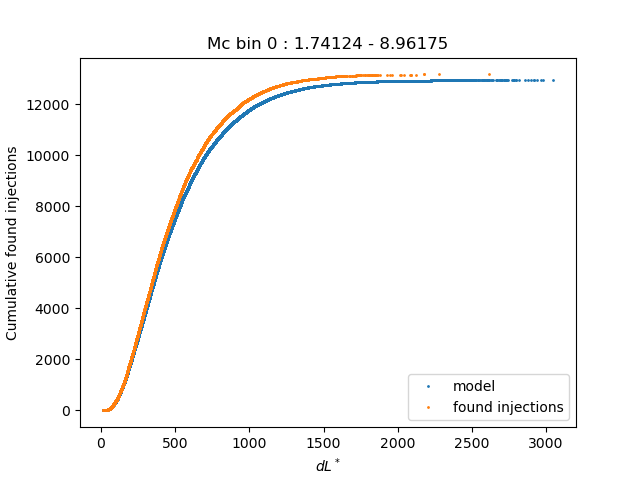 Mc bin 0 : 1.74124 - 8.96175
Cumulative found injections
12000
10000
8000
6000
4000
2000
0
0 500 1000 1500 2000 2500 3000
dL*
model
found injections